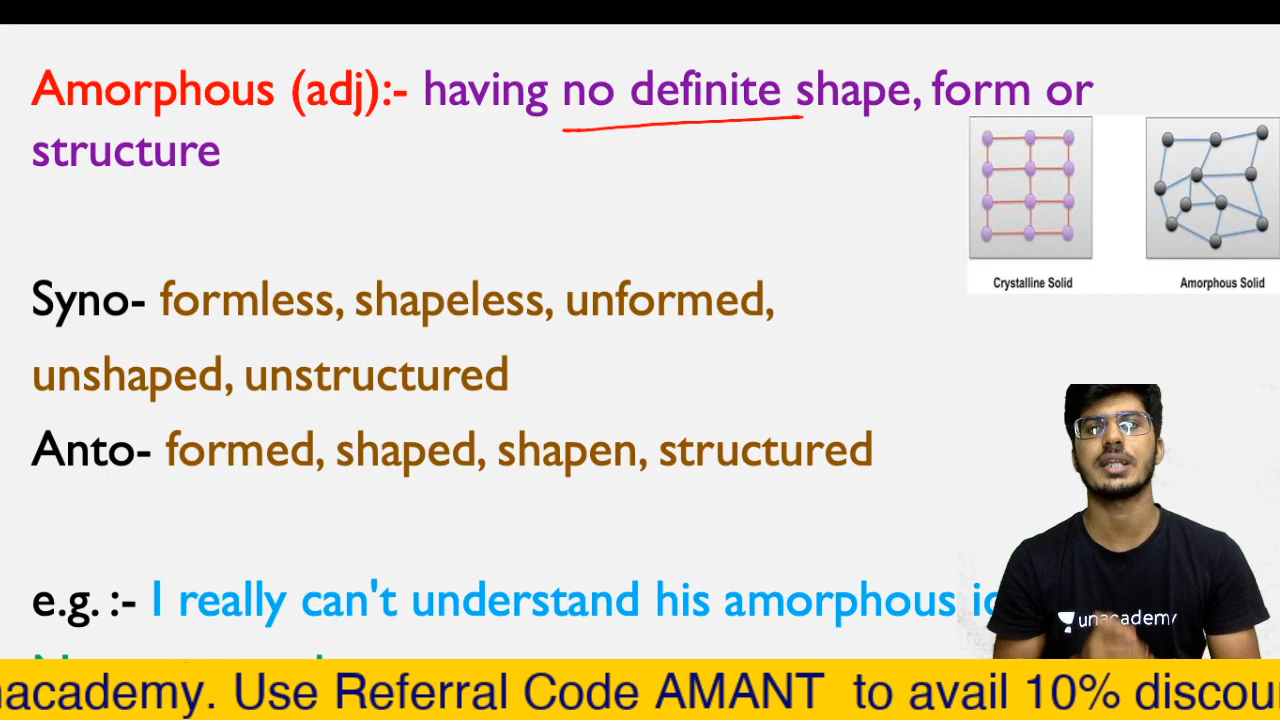 Amorphous (adj):- having no definite shape, form or
structure
Crystalline Solid
Amorphous Solid
Syno- formless, shapeless, unformed,
unshaped, unstructured
Anto- formed, shaped, shapen, structured
e.g. :- I really can't understand his amorphous
unacademy
nacademy. Use Referral Code AMANT to avail 10% discou